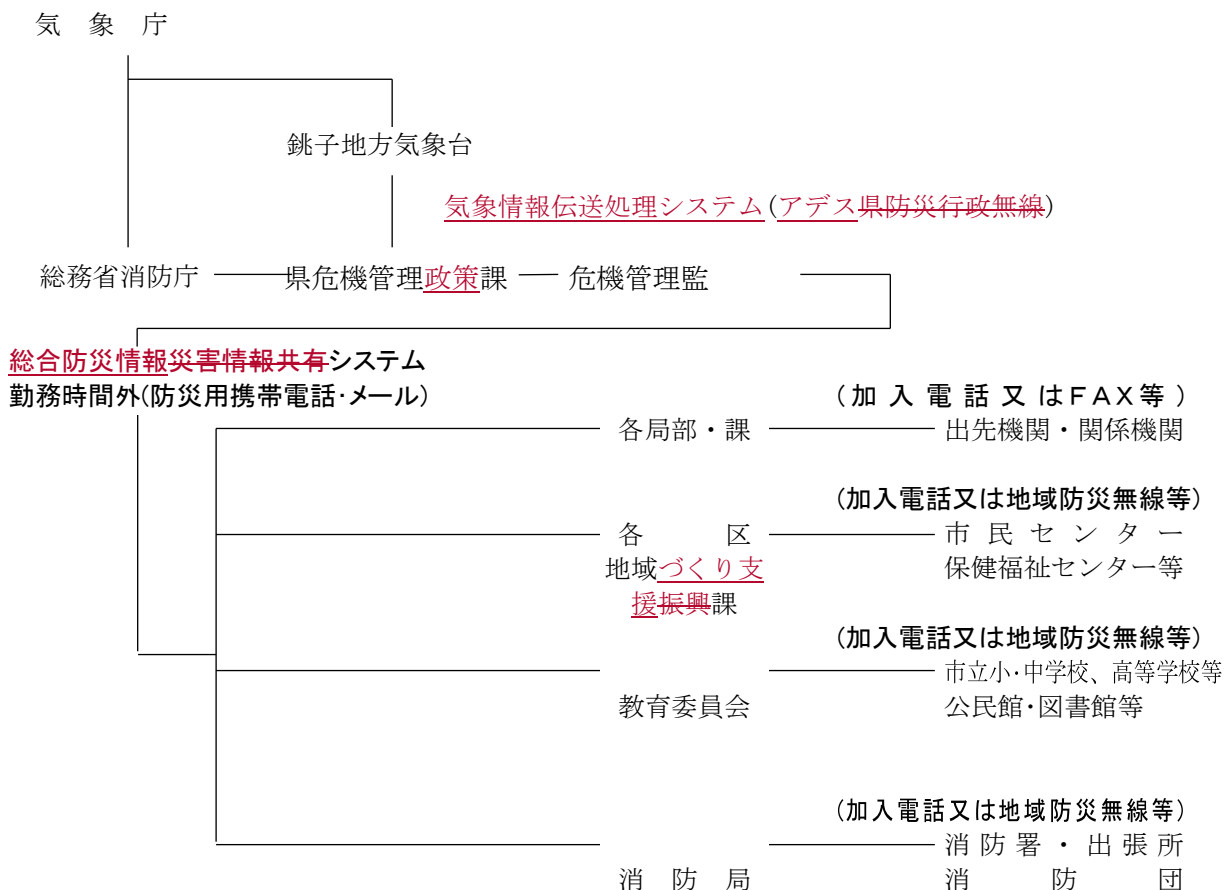 気象庁
銚子地方気象台
気象情報伝送処理システム(アデス県防災行政無線)
総務省消防庁 県危機管理政策課 危機管理監
総合防災情報災害情報共有システム
勤務時間外(防災用携帯電話・メール)
(加入電話又はFAX等)
各局部・課 出先機関・関係機関
(加入電話又は地域防災無線等)
各区 市民センター
地域づくり支 保健福祉センター等
援振興課
(加入電話又は地域防災無線等)
市立小・中学校、高等学校等
教育委員会 公民館・図書館等
(加入電話又は地域防災無線等)
消防署・出張所
消防局 消防団